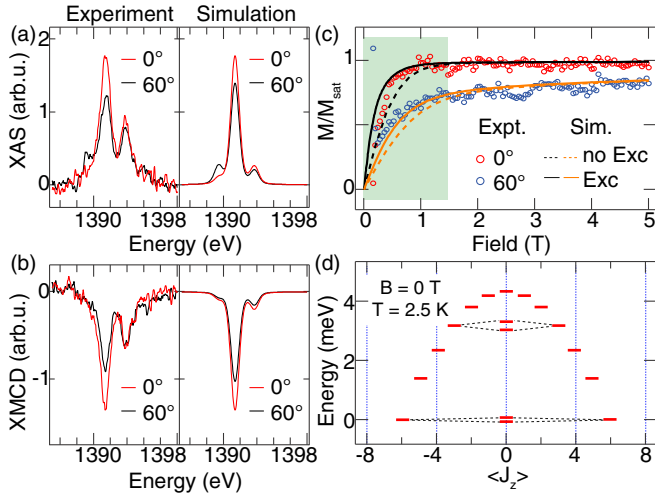 Experiment Simulation
(a)
XAS (arb.u.)
2
1
0
0°
60°
0°
60°
1390 1398 1390 1398
Energy (eV)
(b)
XMCD (arb.u.)
0
-1
0°
60°
0°
60°
1390 1398 1390 1398
Energy (eV)
(c)
M/Msat
1
0
Expt. Sim.
0° no Exc
60° Exc
0 1 2 3 4 5
Field (T)
(d)
Energy (meV)
4
2
0
B = 0 T
T = 2.5 K
-8 -4 0 4 8
<Jz>